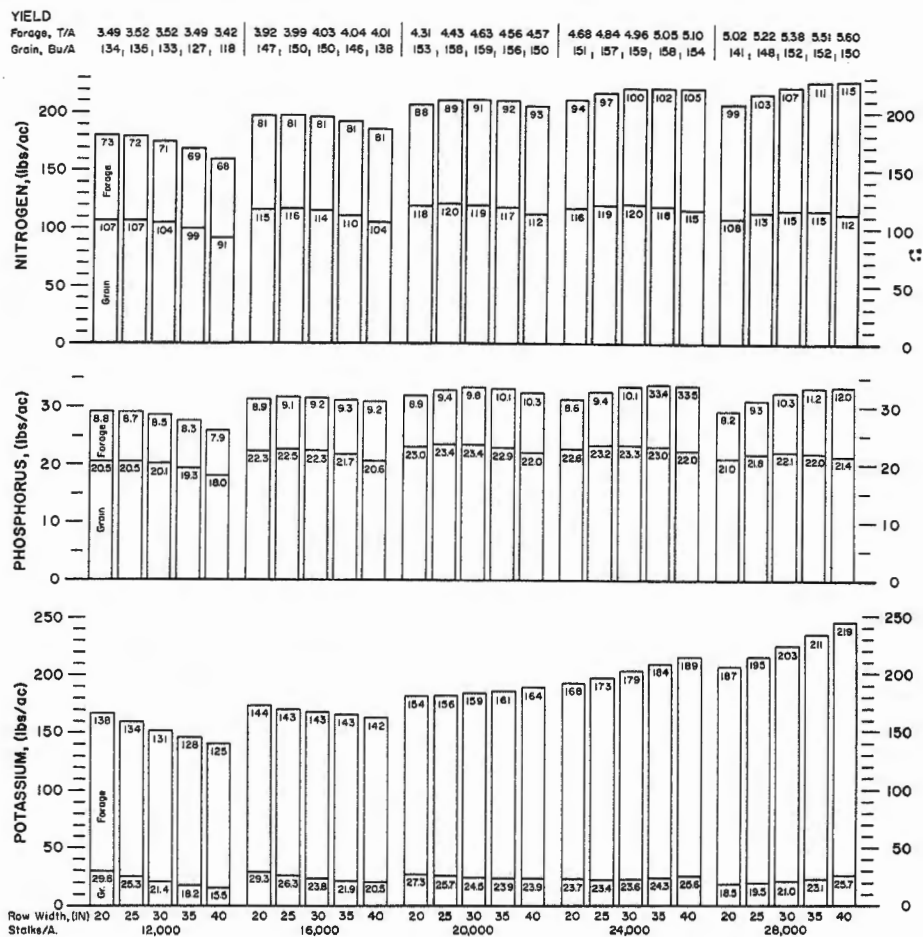 YIELD
Forage, T/A 3.49 3.52 3.52 3.49 3.42 3.92 3.99 4.03 4.04 4.01 4.31 4.43 4.63 4.56 4.57 4.68 4.84 4.96 5.05 5.10 5.02 5.22 5.38 5.51 5.60
Grain, Bu/A 134, 136, 133, 127, 118 147, 150, 150, 146, 138 153, 158, 159, 156, 150 151, 157, 159, 158, 154 141, 148, 152, 152, 150
NITROGEN, (lbs/ac)
200 150 100 50 0
73 72 71 69 68 81 81 81 81 81 88 89 91 92 93 94 97 100 102 105 99 103 107 111 115
Forage
107 107 104 99 91 115 116 114 110 104 118 120 119 117 112 116 119 120 118 115 108 113 115 115 112
Grain
200 150 100 50 0
PHOSPHORUS, (lbs/ac)
30 20 10 0
8.8 8.7 8.5 8.3 7.9 8.9 9.1 9.2 9.3 9.2 8.9 9.4 9.8 10.1 10.3 8.6 9.4 10.1 33.4 33.5 8.2 9.3 10.3 11.2 12.0
Forage
20.5 20.5 20.1 19.3 18.0 22.3 22.5 22.3 21.7 20.6 23.0 23.4 23.4 22.9 22.0 22.6 23.2 23.3 23.0 22.0 21.0 21.8 22.1 22.0 21.4
Grain
30 20 10 0
POTASSIUM, (lbs/ac)
250 200 150 100 50 0
138 134 131 128 125 144 143 143 143 142 154 156 159 161 164 168 173 179 184 189 187 195 203 211 219
Forage
29.8 25.3 21.4 18.2 15.5 29.3 26.3 23.8 21.9 20.5 27.3 25.7 24.5 23.9 23.9 23.7 23.4 23.6 24.3 25.6 18.5 19.5 21.0 23.1 25.7
Gr.
250 200 150 100 50 0
Row Width, (IN) 20 25 30 35 40 20 25 30 35 40 20 25 30 35 40 20 25 30 35 40 20 25 30 35 40
Stalks/A. 12,000 16,000 20,000 24,000 28,000